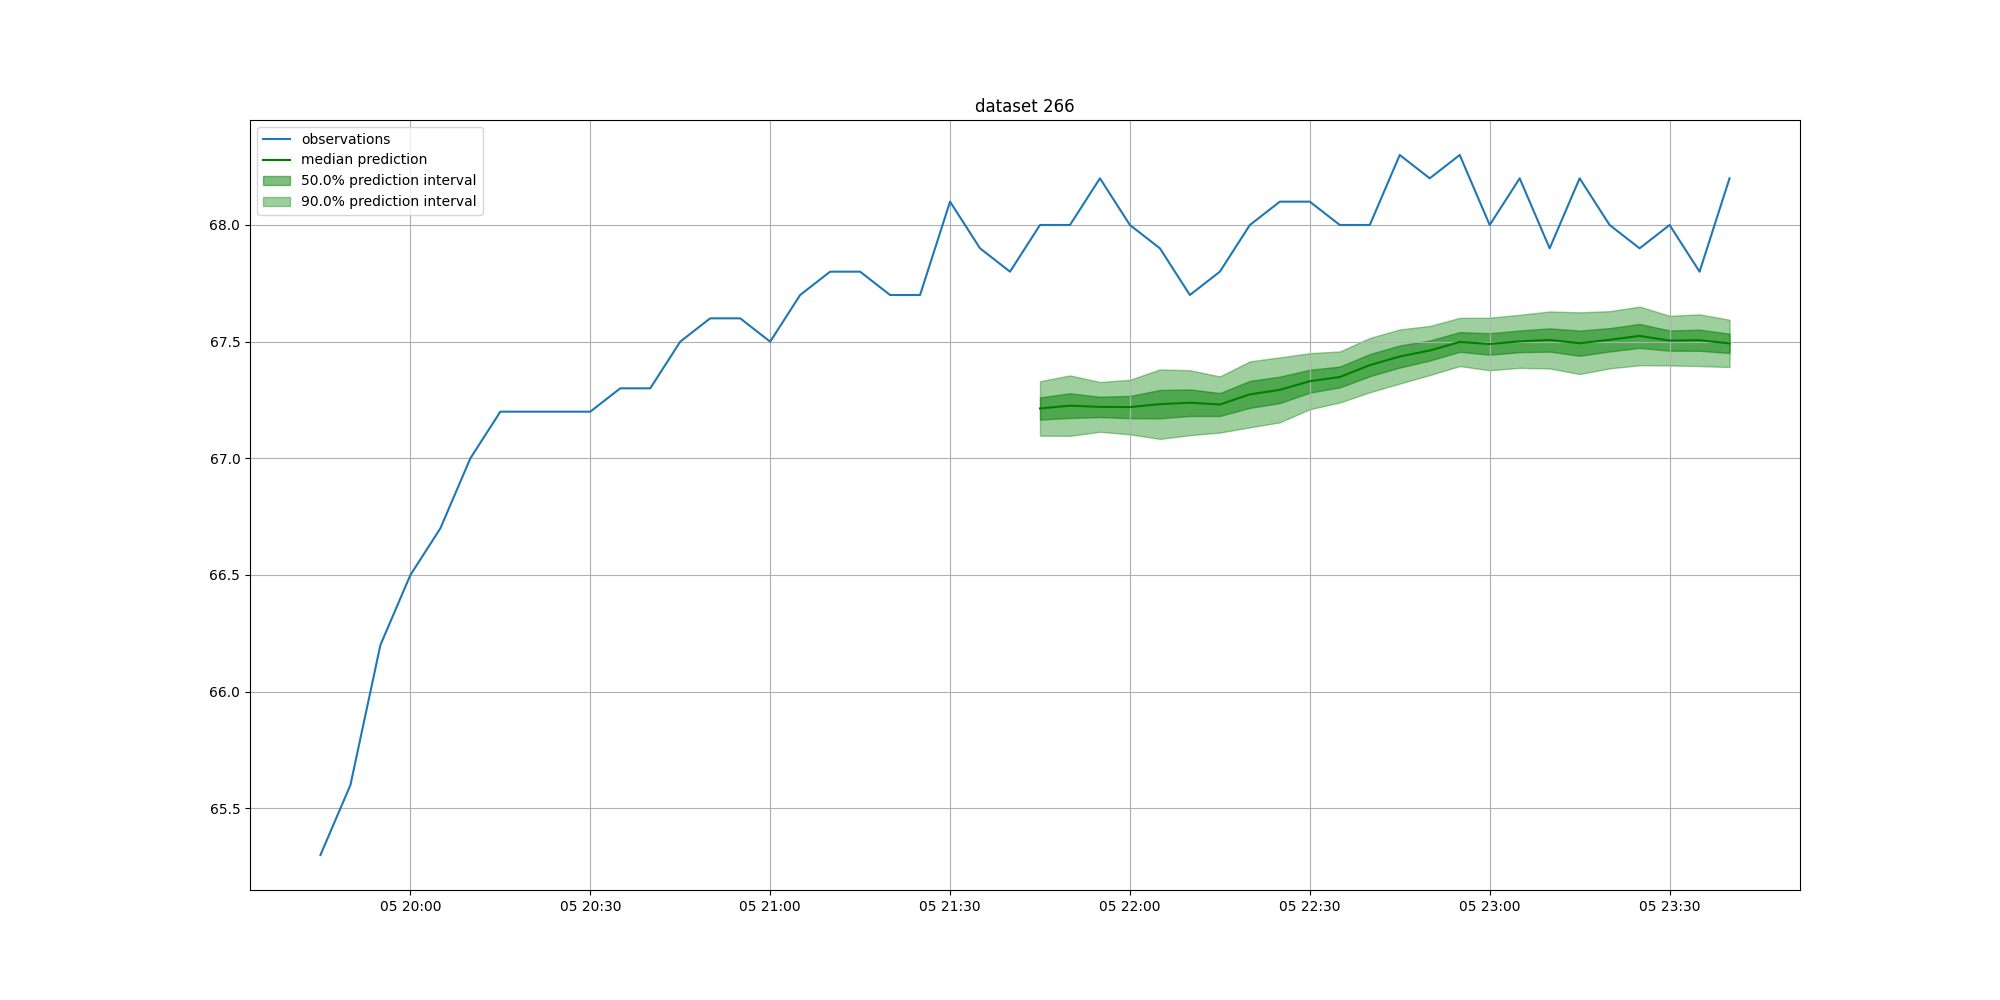 dataset 266
observations
median prediction
50.0% prediction interval
90.0% prediction interval
68.0
67.5
67.0
66.5
66.0
65.5
05 20:00 05 20:30 05 21:00 05 21:30 05 22:00 05 22:30 05 23:00 05 23:30